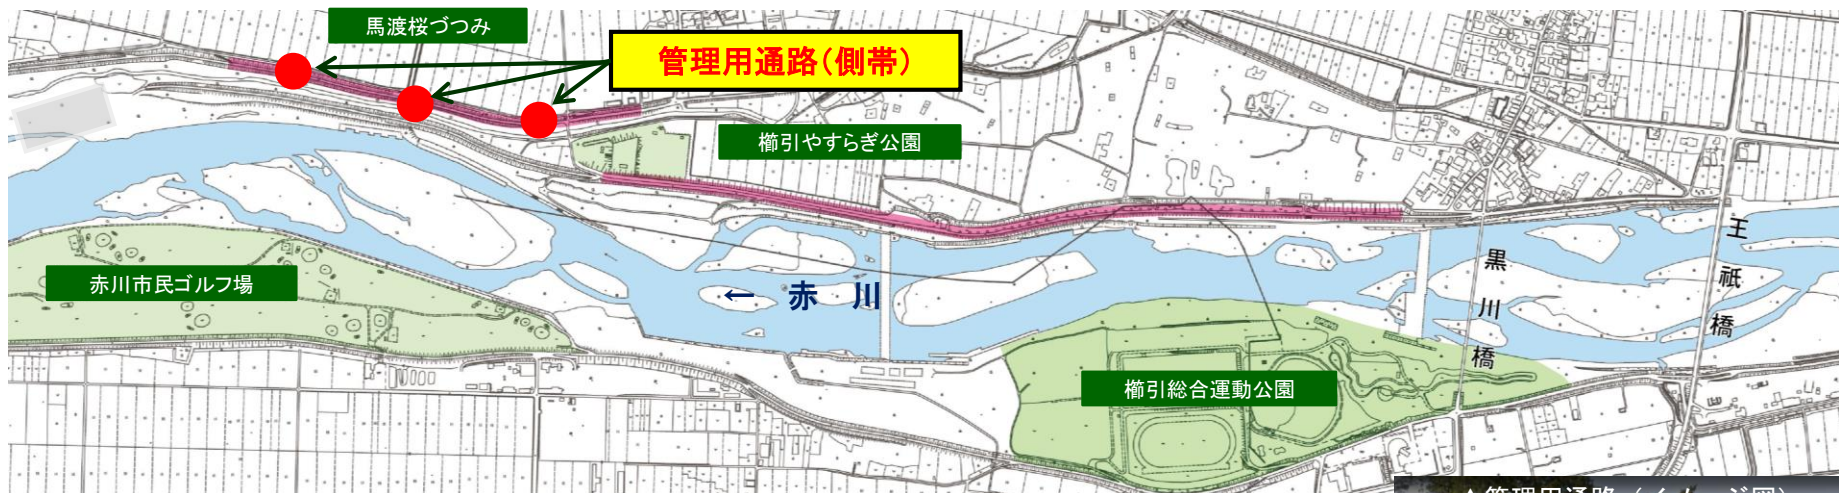 馬渡桜づつみ
管理用通路(側帯)
櫛引やすらぎ公園
赤川市民ゴルフ場
← 赤 川
黒川橋
王祇橋
櫛引総合運動公園